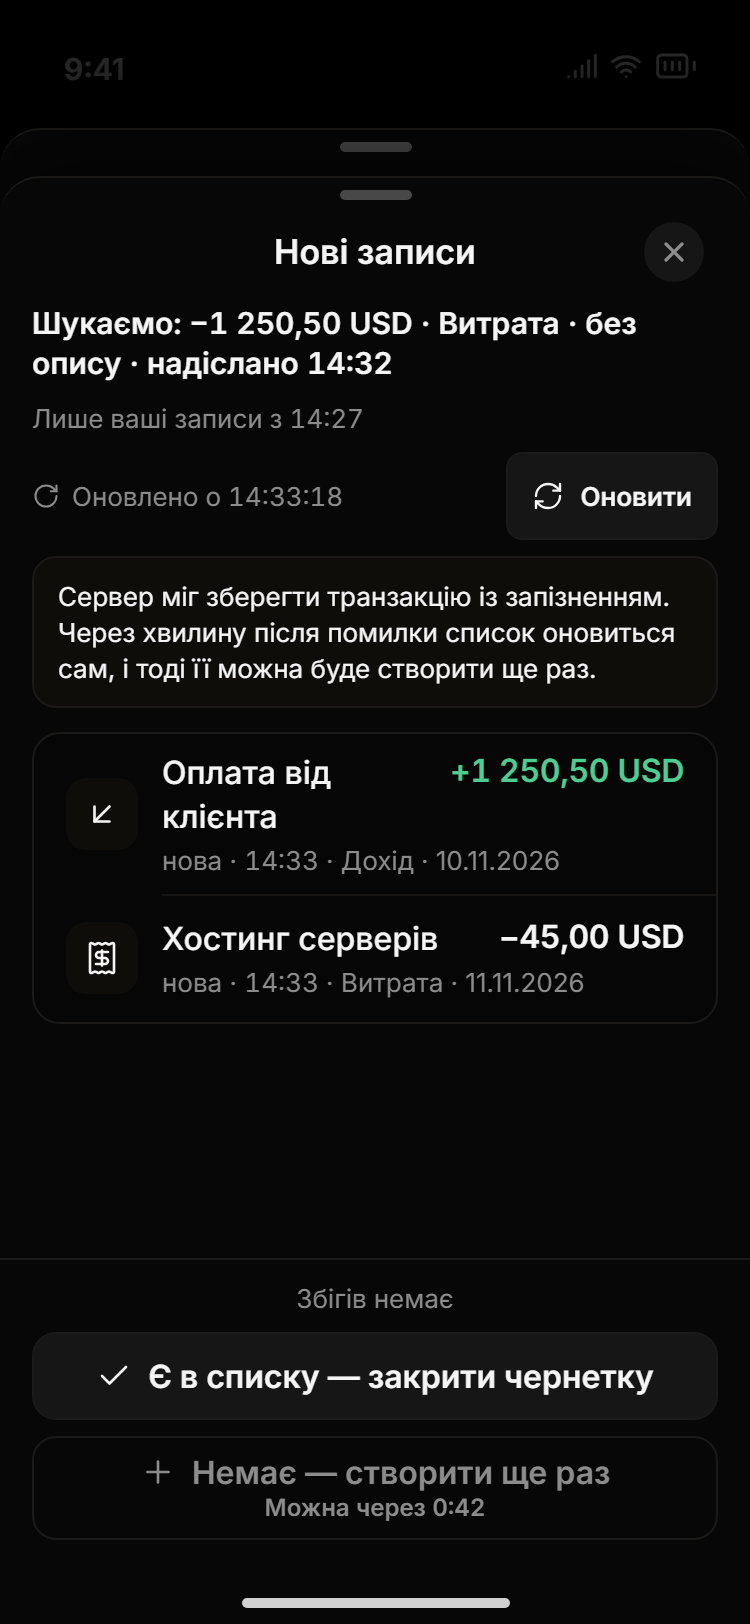 9:41
Нові записи
Шукаємо: −1 250,50 USD · Витрата · без
опису · надіслано 14:32
Лише ваші записи з 14:27
Оновлено о 14:33:18
Оновити
Сервер міг зберегти транзакцію із запізненням.
Через хвилину після помилки список оновиться
сам, і тоді її можна буде створити ще раз.
Оплата від
клієнта
+1 250,50 USD
нова · 14:33 · Дохід · 10.11.2026
Хостинг серверів
−45,00 USD
нова · 14:33 · Витрата · 11.11.2026
Збігів немає
Є в списку — закрити чернетку
Немає — створити ще раз
Можна через 0:42